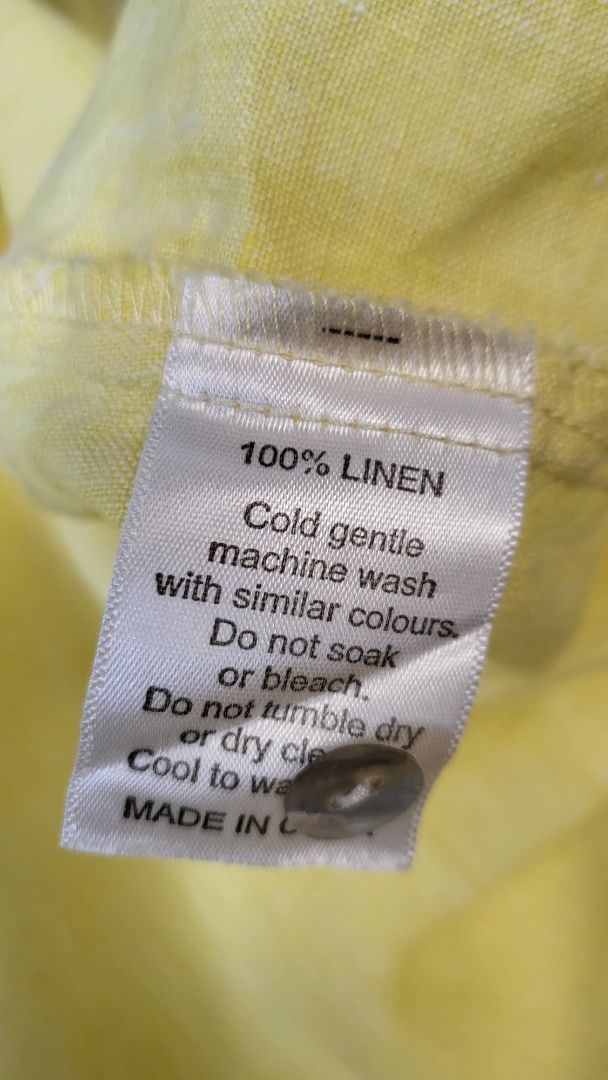 100% LINEN
Cold gentle
machine wash
with similar colours.
Do not soak
or bleach.
Do not tumble dry
or dry
Cool to
MADE IN